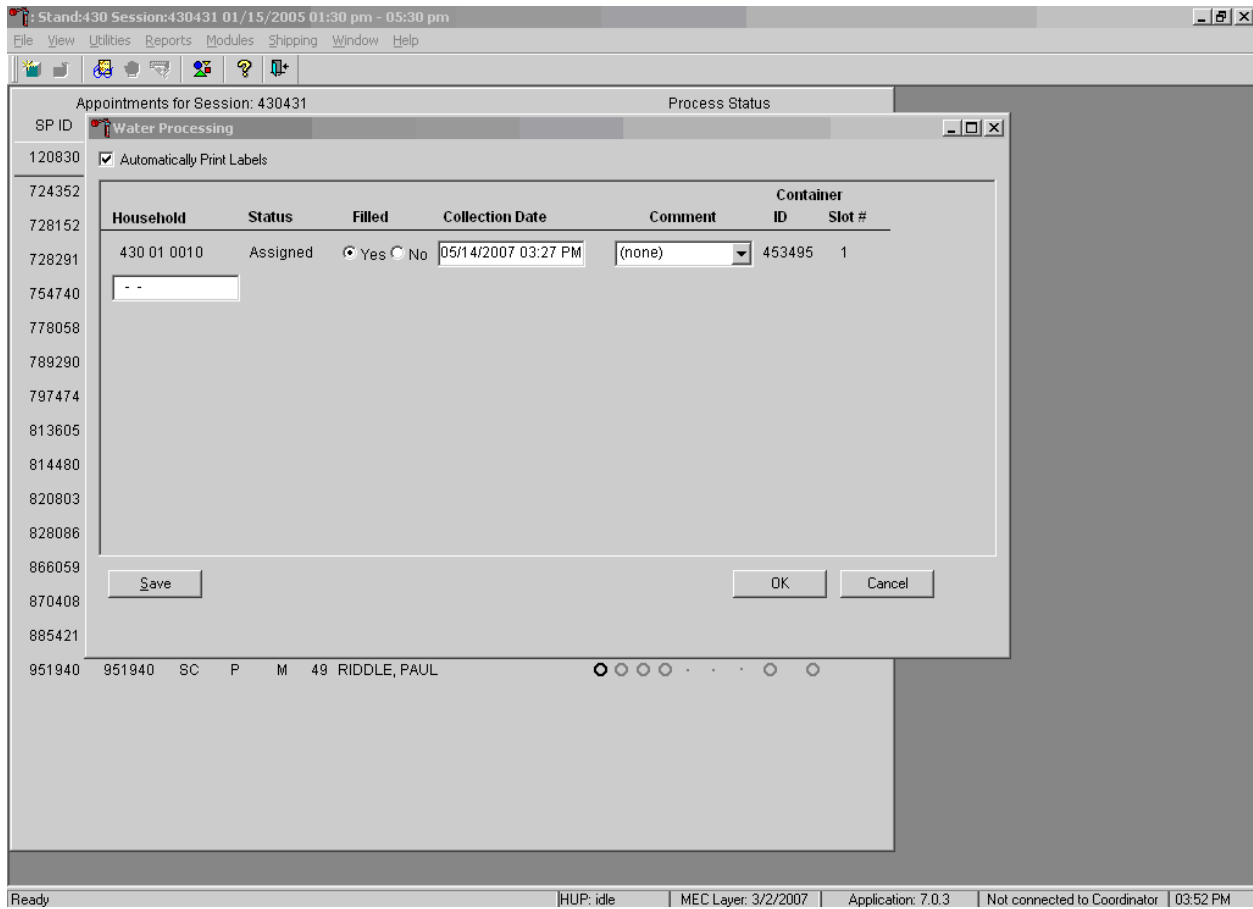 : Stand:430 Session:430431 01/15/2005 01:30 pm - 05:30 pm
File View Utilities Reports Modules Shipping Window Help
Appointments for Session: 430431 Process Status
SP ID
Water Processing
120830
Automatically Print Labels
724352
Container
Household Status Filled Collection Date Comment ID Slot #
728152
430 01 0010 Assigned Yes No 05/14/2007 03:27 PM (none) 453495 1
728291
- -
754740
778058
789290
797474
813605
814480
820803
828086
866059
Save OK Cancel
870408
885421
951940 951940 SC P M 49 RIDDLE, PAUL
Ready HUP: idle MEC Layer: 3/2/2007 Application: 7.0.3 Not connected to Coordinator 03:52 PM